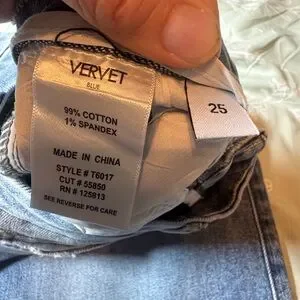 VERVET
BLUE
99% COTTON
1% SPANDEX
MADE IN CHINA
STYLE # T6017
CUT # 55850
RN # 125813
SEE REVERSE FOR CARE
25